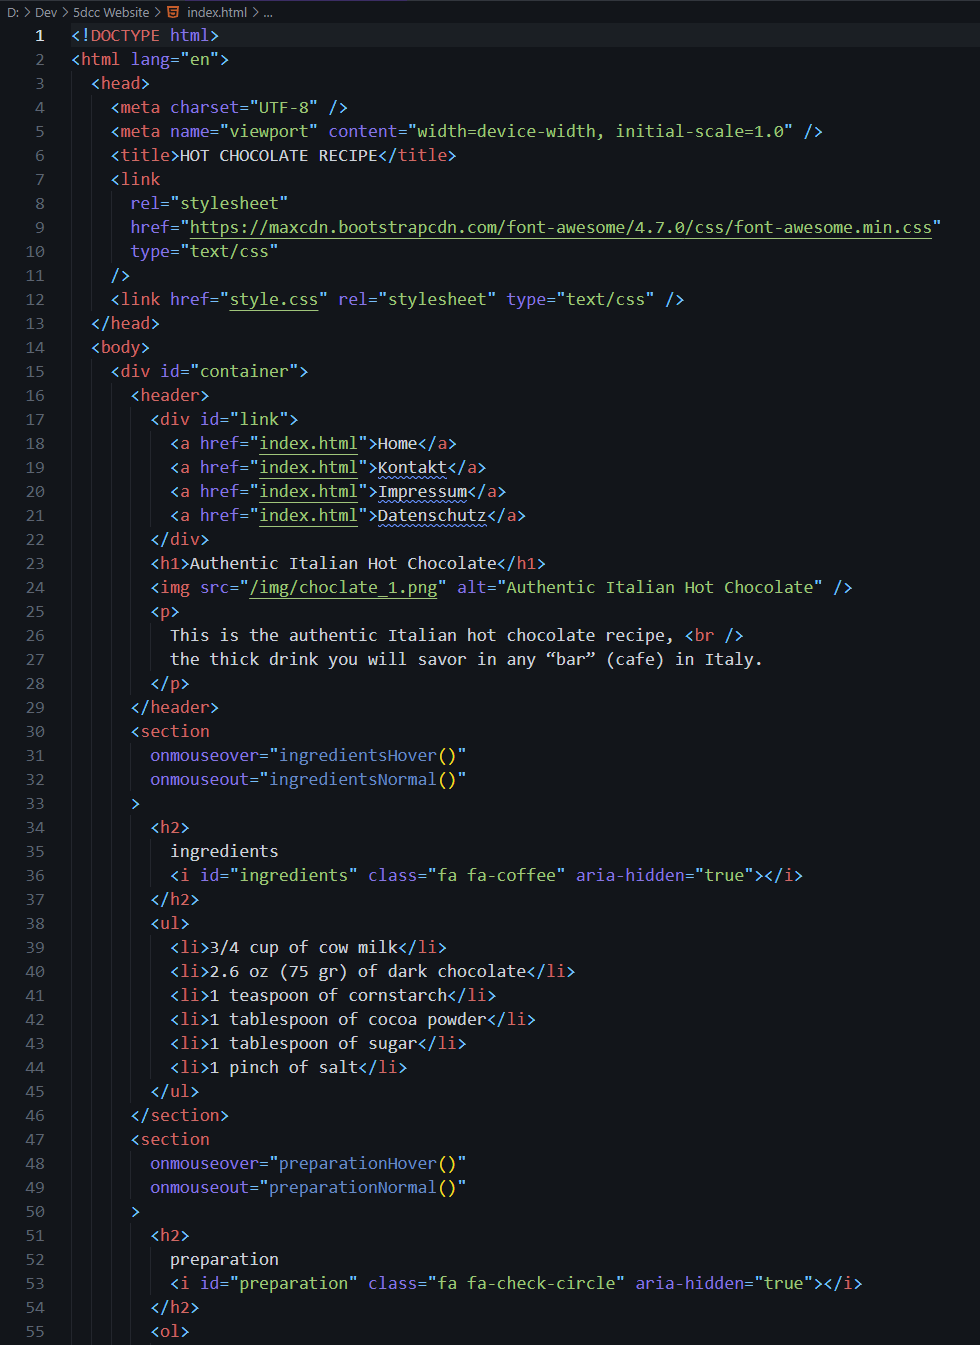 D: > Dev > 5dcc Website > index.html > ...
1 <!DOCTYPE html>
2 <html lang="en">
3 <head>
4 <meta charset="UTF-8" />
5 <meta name="viewport" content="width=device-width, initial-scale=1.0" />
6 <title>HOT CHOCOLATE RECIPE</title>
7 <link
8 rel="stylesheet"
9 href="https://maxcdn.bootstrapcdn.com/font-awesome/4.7.0/css/font-awesome.min.css"
10 type="text/css"
11 />
12 <link href="style.css" rel="stylesheet" type="text/css" />
13 </head>
14 <body>
15 <div id="container">
16 <header>
17 <div id="link">
18 <a href="index.html">Home</a>
19 <a href="index.html">Kontakt</a>
20 <a href="index.html">Impressum</a>
21 <a href="index.html">Datenschutz</a>
22 </div>
23 <h1>Authentic Italian Hot Chocolate</h1>
24 <img src="/img/choclate_1.png" alt="Authentic Italian Hot Chocolate" />
25 <p>
26 This is the authentic Italian hot chocolate recipe, <br />
27 the thick drink you will savor in any “bar” (cafe) in Italy.
28 </p>
29 </header>
30 <section
31 onmouseover="ingredientsHover()"
32 onmouseout="ingredientsNormal()"
33 >
34 <h2>
35 ingredients
36 <i id="ingredients" class="fa fa-coffee" aria-hidden="true"></i>
37 </h2>
38 <ul>
39 <li>3/4 cup of cow milk</li>
40 <li>2.6 oz (75 gr) of dark chocolate</li>
41 <li>1 teaspoon of cornstarch</li>
42 <li>1 tablespoon of cocoa powder</li>
43 <li>1 tablespoon of sugar</li>
44 <li>1 pinch of salt</li>
45 </ul>
46 </section>
47 <section
48 onmouseover="preparationHover()"
49 onmouseout="preparationNormal()"
50 >
51 <h2>
52 preparation
53 <i id="preparation" class="fa fa-check-circle" aria-hidden="true"></i>
54 </h2>
55 <ol>